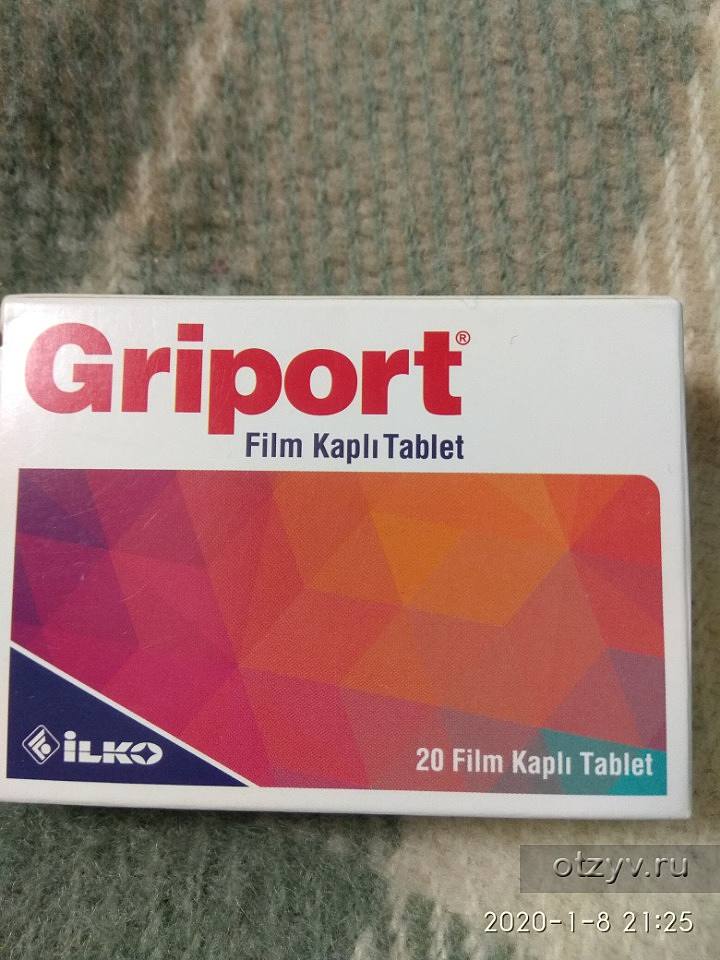 Griport®
Film Kaplı Tablet
İLKO
20 Film Kaplı Tablet
otzyv.ru
2020-1-8 21:25